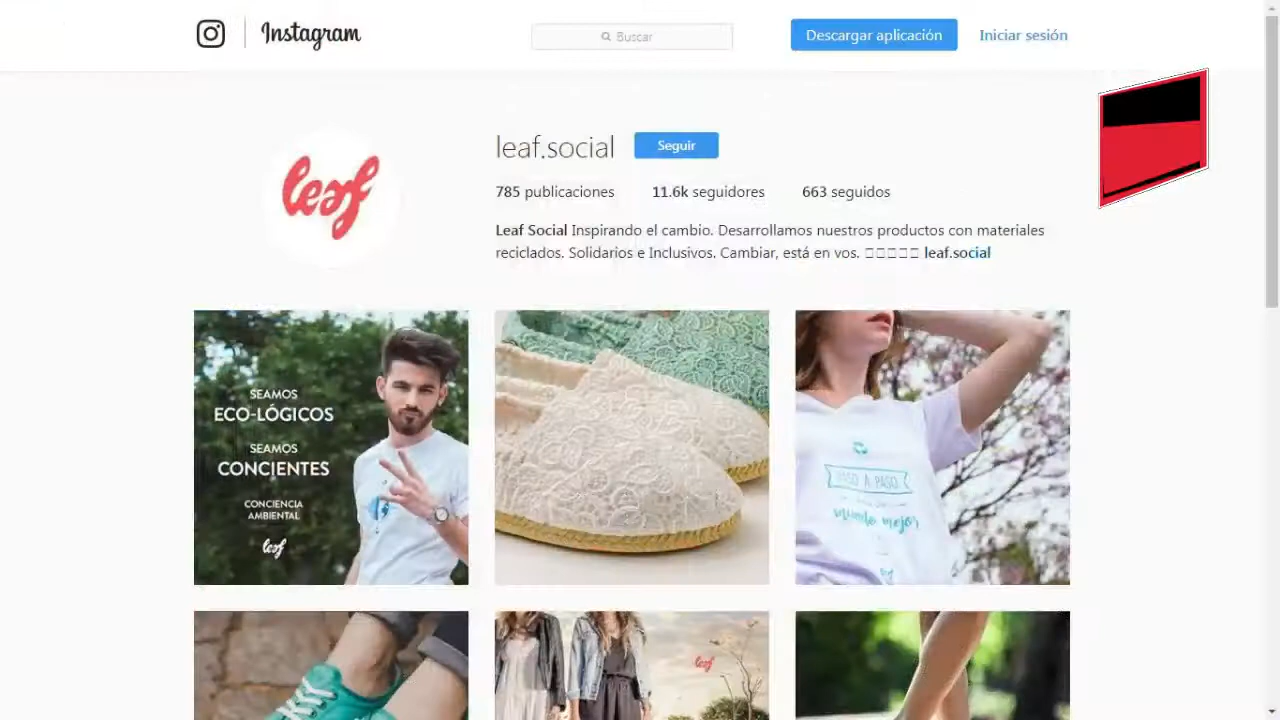 Instagram
Buscar
Descargar aplicación
Iniciar sesión
leaf
leaf.social
Seguir
785 publicaciones 11.6k seguidores 663 seguidos
Leaf Social Inspirando el cambio. Desarrollamos nuestros productos con materiales
reciclados. Solidarios e Inclusivos. Cambiar, está en vos. □□□□□ leaf.social
SEAMOS
ECO-LÓGICOS
SEAMOS
CONCIENTES
CONCIENCIA
AMBIENTAL
leaf
PASO A PASO
mundo mejor
leaf